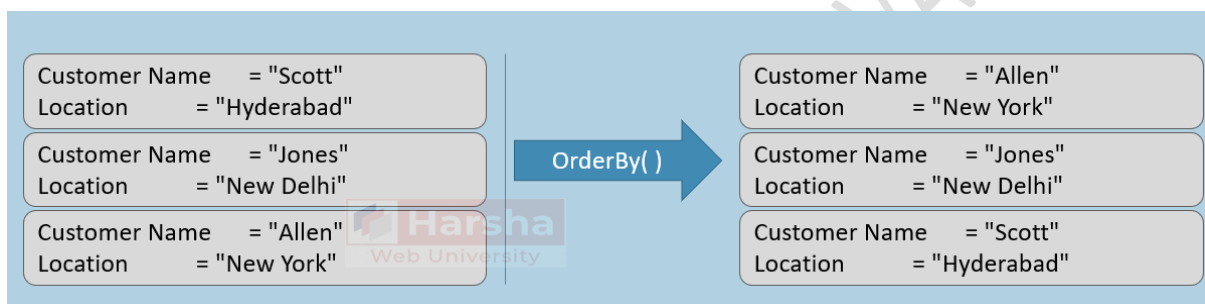 Customer Name = "Scott"
Location = "Hyderabad"
Customer Name = "Jones"
Location = "New Delhi"
Customer Name = "Allen"
Location = "New York"
Harsha
Web University
OrderBy( )
Customer Name = "Allen"
Location = "New York"
Customer Name = "Jones"
Location = "New Delhi"
Customer Name = "Scott"
Location = "Hyderabad"